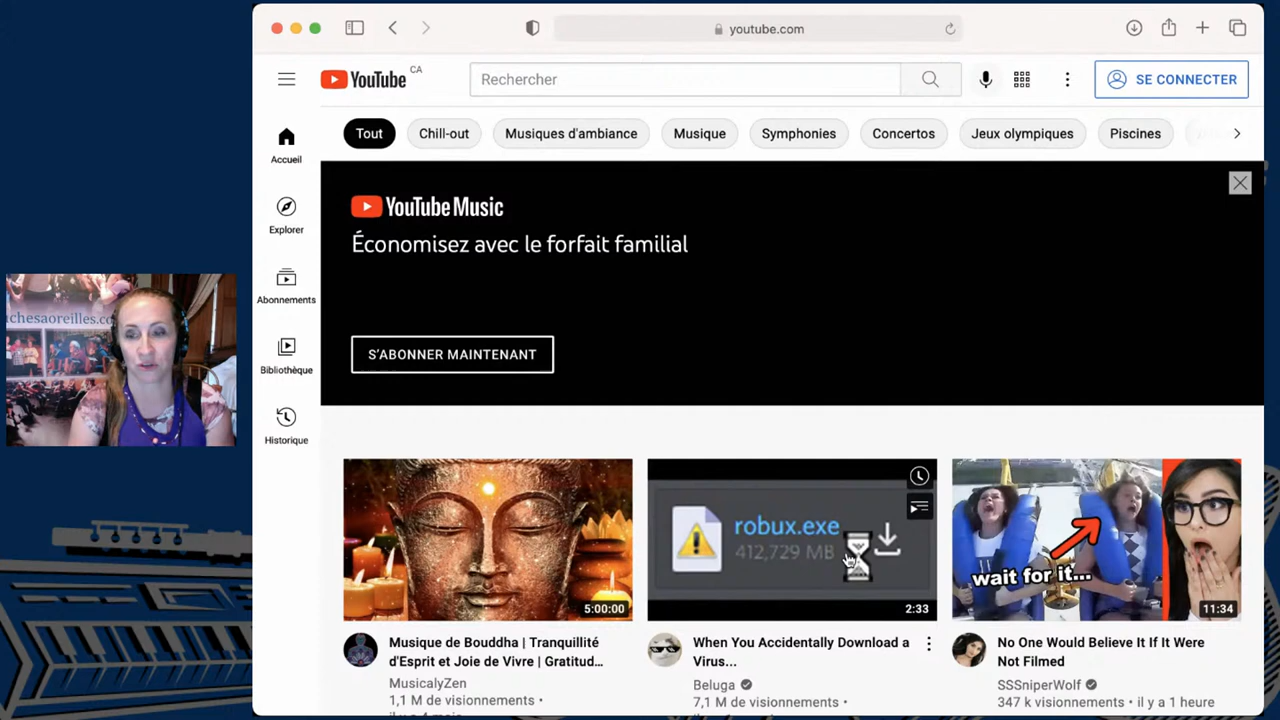 youtube.com
YouTube CA
Rechercher
SE CONNECTER
Tout
Chill-out
Musiques d'ambiance
Musique
Symphonies
Concertos
Jeux olympiques
Piscines
Accueil
Explorer
Abonnements
Bibliothèque
Historique
YouTube Music
Économisez avec le forfait familial
S'ABONNER MAINTENANT
uchesaoreilles.co
5:00:00
robux.exe
412,729 MB
2:33
wait for it...
11:34
Musique de Bouddha | Tranquillité
d'Esprit et Joie de Vivre | Gratitud...
MusicalyZen
1,1 M de visionnements •
When You Accidentally Download a
Virus...
Beluga
7,1 M de visionnements •
No One Would Believe It If It Were
Not Filmed
SSSniperWolf
347 k visionnements • il y a 1 heure